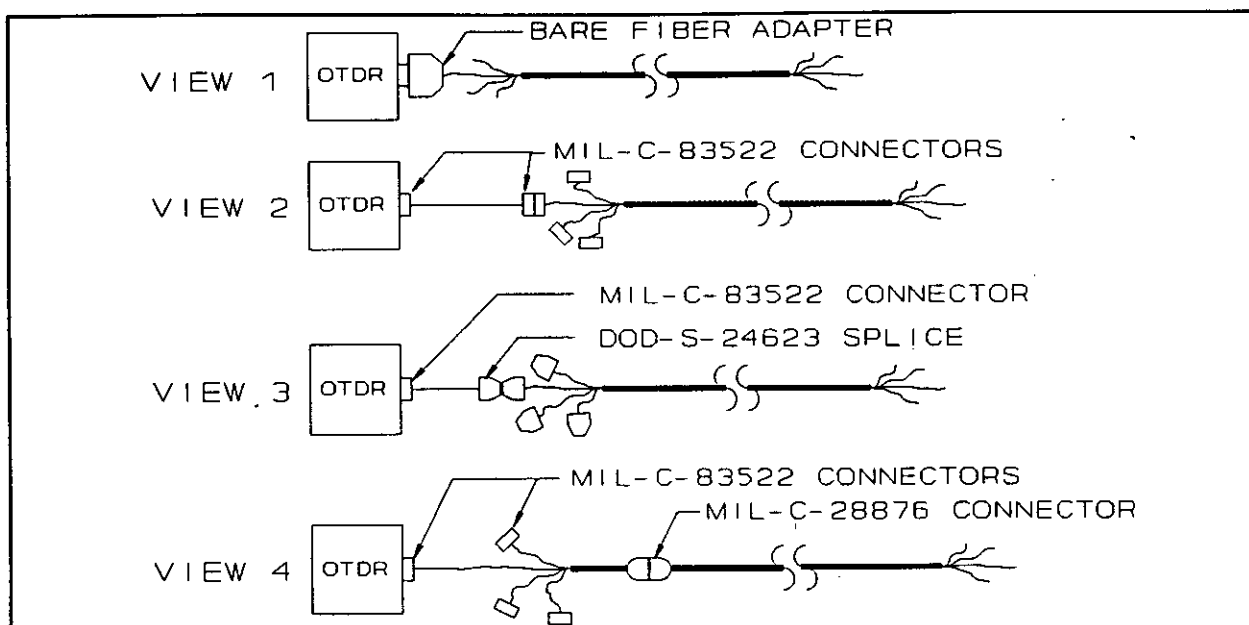 BARE FIBER ADAPTER
VIEW 1
OTDR
MIL-C-83522 CONNECTORS
VIEW 2
OTDR
MIL-C-83522 CONNECTOR
DOD-S-24623 SPLICE
VIEW 3
OTDR
MIL-C-83522 CONNECTORS
MIL-C-28876 CONNECTOR
VIEW 4
OTDR